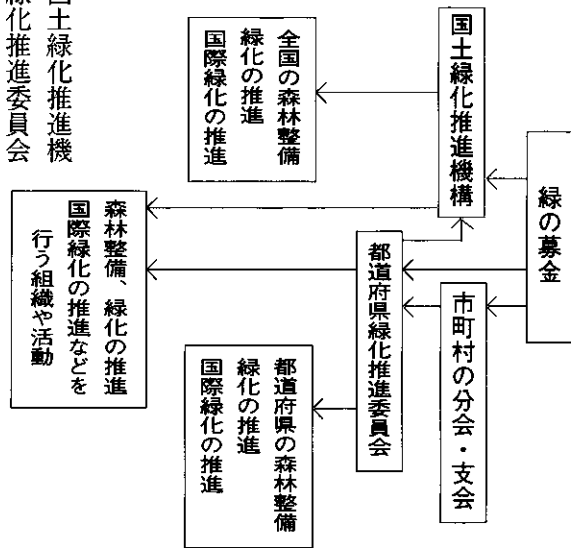 緑の募金
国土緑化推進機構
市町村の分会・支会
都道府県緑化推進委員会
全国の森林整備
緑化の推進
国際緑化の推進
都道府県の森林整備
緑化の推進
国際緑化の推進
森林整備、緑化の推進
国際緑化の推進などを
行う組織や活動
国土緑化推進機
緑化推進委員会